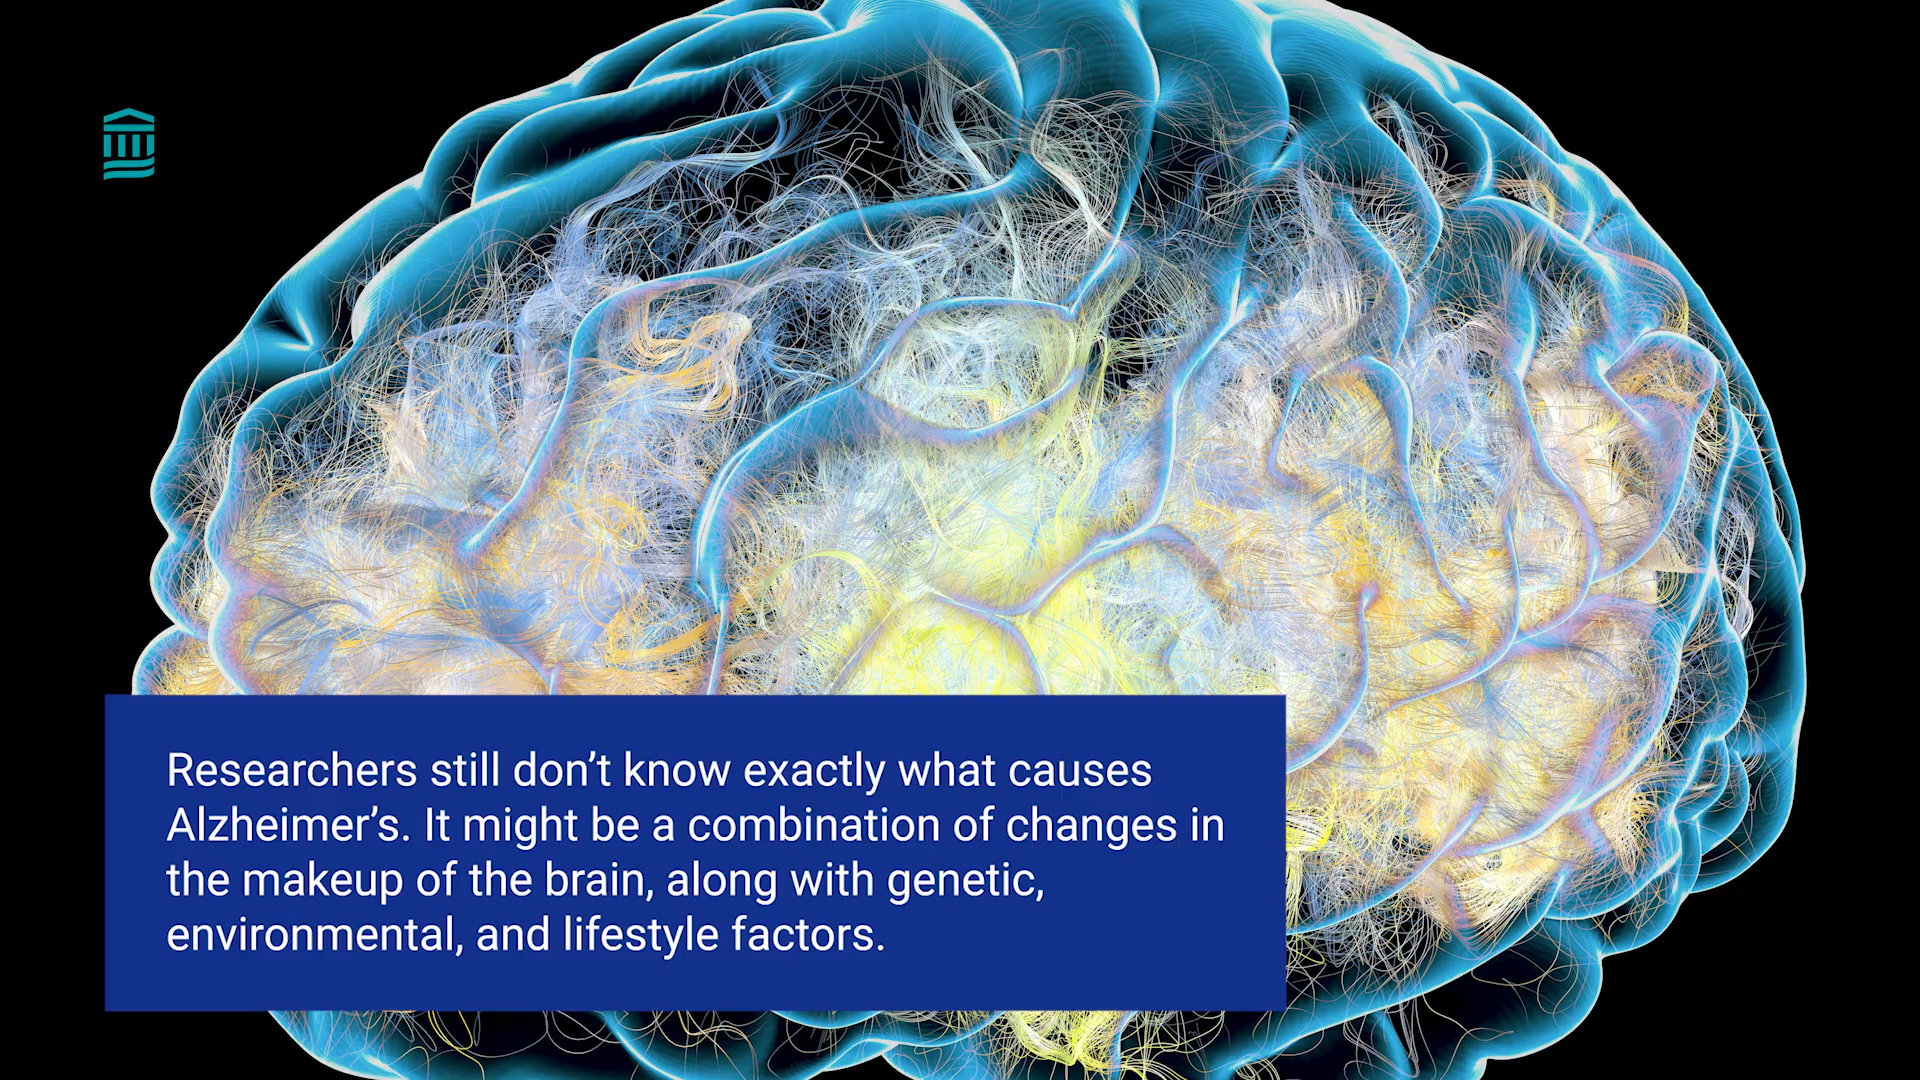 Researchers still don’t know exactly what causes
Alzheimer’s. It might be a combination of changes in
the makeup of the brain, along with genetic,
environmental, and lifestyle factors.